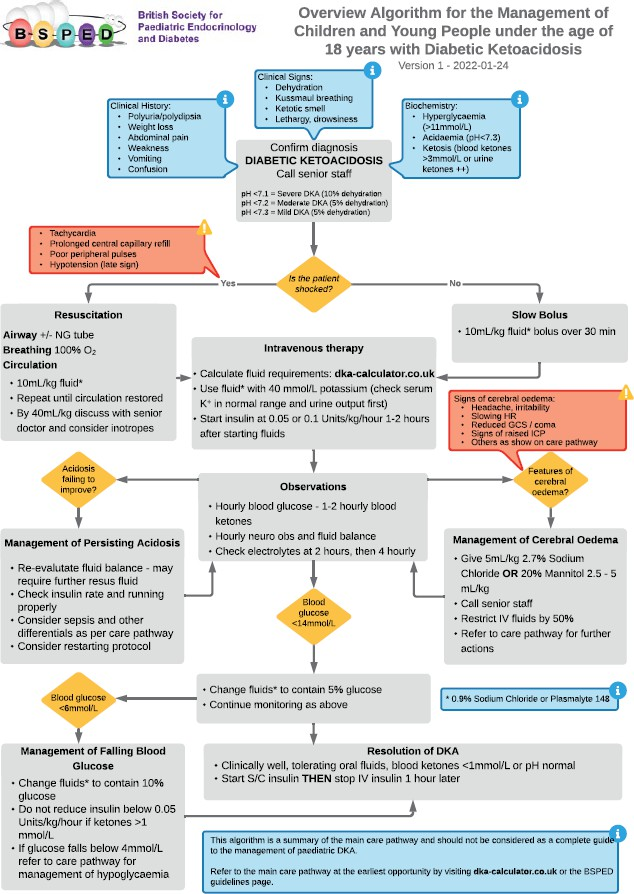 B S P E D
British Society for
Paediatric Endocrinology
and Diabetes
Overview Algorithm for the Management of
Children and Young People under the age of
18 years with Diabetic Ketoacidosis
Version 1 - 2022-01-24
Clinical History:
• Polyuria/polydipsia
• Weight loss
• Abdominal pain
• Weakness
• Vomiting
• Confusion
Clinical Signs:
• Dehydration
• Kussmaul breathing
• Ketotic smell
• Lethargy, drowsiness
Biochemistry:
• Hyperglycaemia
(>11mmol/L)
• Acidaemia (pH<7.3)
• Ketosis (blood ketones
>3mmol/L or urine
ketones ++)
Confirm diagnosis
DIABETIC KETOACIDOSIS
Call senior staff
pH <7.1 = Severe DKA (10% dehydration
pH <7.2 = Moderate DKA (5% dehydration)
pH <7.3 = Mild DKA (5% dehydration)
• Tachycardia
• Prolonged central capillary refill
• Poor peripheral pulses
• Hypotension (late sign)
Is the patient
shocked?
Yes
No
Resuscitation
Airway +/- NG tube
Breathing 100% O₂
Circulation
• 10mL/kg fluid*
• Repeat until circulation restored
• By 40mL/kg discuss with senior
doctor and consider inotropes
Slow Bolus
• 10mL/kg fluid* bolus over 30 min
Intravenous therapy
• Calculate fluid requirements: dka-calculator.co.uk
• Use fluid* with 40 mmol/L potassium (check serum
K⁺ in normal range and urine output first)
• Start insulin at 0.05 or 0.1 Units/kg/hour 1-2 hours
after starting fluids
Signs of cerebral oedema:
• Headache, irritability
• Slowing HR
• Reduced GCS / coma
• Signs of raised ICP
• Others as show on care pathway
Acidosis
failing to
improve?
Observations
• Hourly blood glucose - 1-2 hourly blood
ketones
• Hourly neuro obs and fluid balance
• Check electrolytes at 2 hours, then 4 hourly
Features of
cerebral
oedema?
Management of Persisting Acidosis
• Re-evalutate fluid balance - may
require further resus fluid
• Check insulin rate and running
properly
• Consider sepsis and other
differentials as per care pathway
• Consider restarting protocol
Management of Cerebral Oedema
• Give 5mL/kg 2.7% Sodium
Chloride OR 20% Mannitol 2.5 - 5
mL/kg
• Call senior staff
• Restrict IV fluids by 50%
• Refer to care pathway for further
actions
Blood
glucose
<14mmol/L
• Change fluids* to contain 5% glucose
• Continue monitoring as above
Blood glucose
<6mmol/L
* 0.9% Sodium Chloride or Plasmalyte 148
Management of Falling Blood
Glucose
• Change fluids* to contain 10%
glucose
• Do not reduce insulin below 0.05
Units/kg/hour if ketones >1
mmol/L
• If glucose falls below 4mmol/L
refer to care pathway for
management of hypoglycaemia
Resolution of DKA
• Clinically well, tolerating oral fluids, blood ketones <1mmol/L or pH normal
• Start S/C insulin THEN stop IV insulin 1 hour later
This algorithm is a summary of the main care pathway and should not be considered as a complete guide
to the management of paediatric DKA.
Refer to the main care pathway at the earliest opportunity by visiting dka-calculator.co.uk or the BSPED
guidelines page.